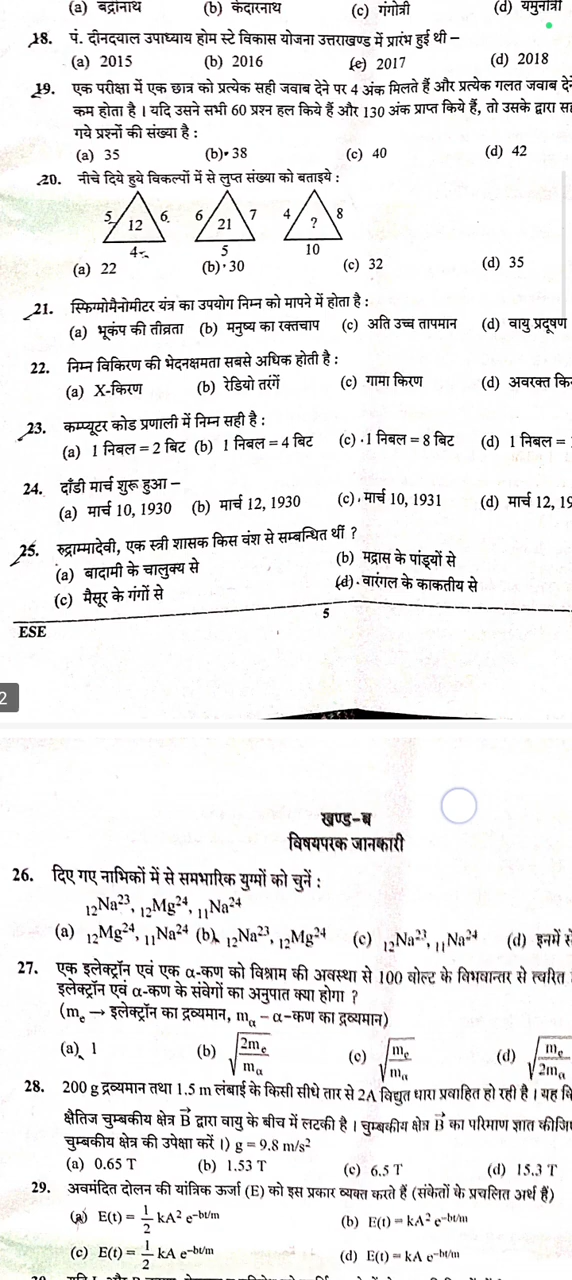 (a) बद्रीनाथ (b) केदारनाथ (c) गंगोत्री (d) यमुनोत्री
18. पं. दीनदयाल उपाध्याय होम स्टे विकास योजना उत्तराखण्ड में प्रारंभ हुई थी –
(a) 2015 (b) 2016 (c) 2017 (d) 2018
19. एक परीक्षा में एक छात्र को प्रत्येक सही जवाब देने पर 4 अंक मिलते हैं और प्रत्येक गलत जवाब देने
कम होता है । यदि उसने सभी 60 प्रश्न हल किये हैं और 130 अंक प्राप्त किये हैं, तो उसके द्वारा
गये प्रश्नों की संख्या है :
(a) 35 (b) 38 (c) 40 (d) 42
20. नीचे दिये हुये विकल्पों में से लुप्त संख्या को बताइये :
5 12 6 6 21 7 4 ? 8
4 5 10
(a) 22 (b) 30 (c) 32 (d) 35
21. स्फिग्मोमैनोमीटर यंत्र का उपयोग निम्न को मापने में होता है :
(a) भूकंप की तीव्रता (b) मनुष्य का रक्तचाप (c) अति उच्च तापमान (d) वायु प्रदूषण
22. निम्न विकिरण की भेदनक्षमता सबसे अधिक होती है :
(a) X-किरण (b) रेडियो तरंगें (c) गामा किरण (d) अवरक्त
23. कम्प्यूटर कोड प्रणाली में निम्न सही है :
(a) 1 निबल = 2 बिट (b) 1 निबल = 4 बिट (c) 1 निबल = 8 बिट (d) 1 निबल =
24. दाँडी मार्च शुरू हुआ –
(a) मार्च 10, 1930 (b) मार्च 12, 1930 (c) मार्च 10, 1931 (d) मार्च 12,
25. रुद्राम्मादेवी, एक स्त्री शासक किस वंश से सम्बन्धित थीं ?
(a) बादामी के चालुक्य से (b) मद्रास के पांड्यों से
(c) मैसूर के गंगों से (d) वारंगल के काकतीय से
5
ESE
2
खण्ड-ब
विषयपरक जानकारी
26. दिए गए नाभिकों में से समभारिक युग्मों को चुनें :
₁₂Na²³, ₁₂Mg²⁴, ₁₁Na²⁴
(a) ₁₂Mg²⁴, ₁₁Na²⁴ (b) ₁₂Na²³, ₁₂Mg²⁴ (c) ₁₂Na²³, ₁₁Na²⁴ (d) इनमें
27. एक इलेक्ट्रॉन एवं एक α-कण को विश्राम की अवस्था से 100 वोल्ट के विभवान्तर से त्वरित
इलेक्ट्रॉन एवं α-कण के संवेगों का अनुपात क्या होगा ?
(mₑ → इलेक्ट्रॉन का द्रव्यमान, m_α – α-कण का द्रव्यमान)
(a) 1 (b) √(2mₑ/m_α) (c) √(mₑ/m_α) (d) √(mₑ/2m_α)
28. 200 g द्रव्यमान तथा 1.5 m लंबाई के किसी सीधे तार से 2A विद्युत धारा प्रवाहित हो रही है । यह
क्षैतिज चुम्बकीय क्षेत्र B⃗ द्वारा वायु के बीच में लटकी है । चुम्बकीय क्षेत्र B⃗ का परिमाण ज्ञात
चुम्बकीय क्षेत्र की उपेक्षा करें ।) g = 9.8 m/s²
(a) 0.65 T (b) 1.53 T (c) 6.5 T (d) 15.3 T
29. अवमंदित दोलन की यांत्रिक ऊर्जा (E) को इस प्रकार व्यक्त करते हैं (संकेतों के प्रचलित अर्थ हैं)
(a) E(t) = ½ kA² e^(–bt/m) (b) E(t) = kA² e^(–bt/m)
(c) E(t) = ½ kA e^(–bt/m) (d) E(t) = kA e^(–bt/m)